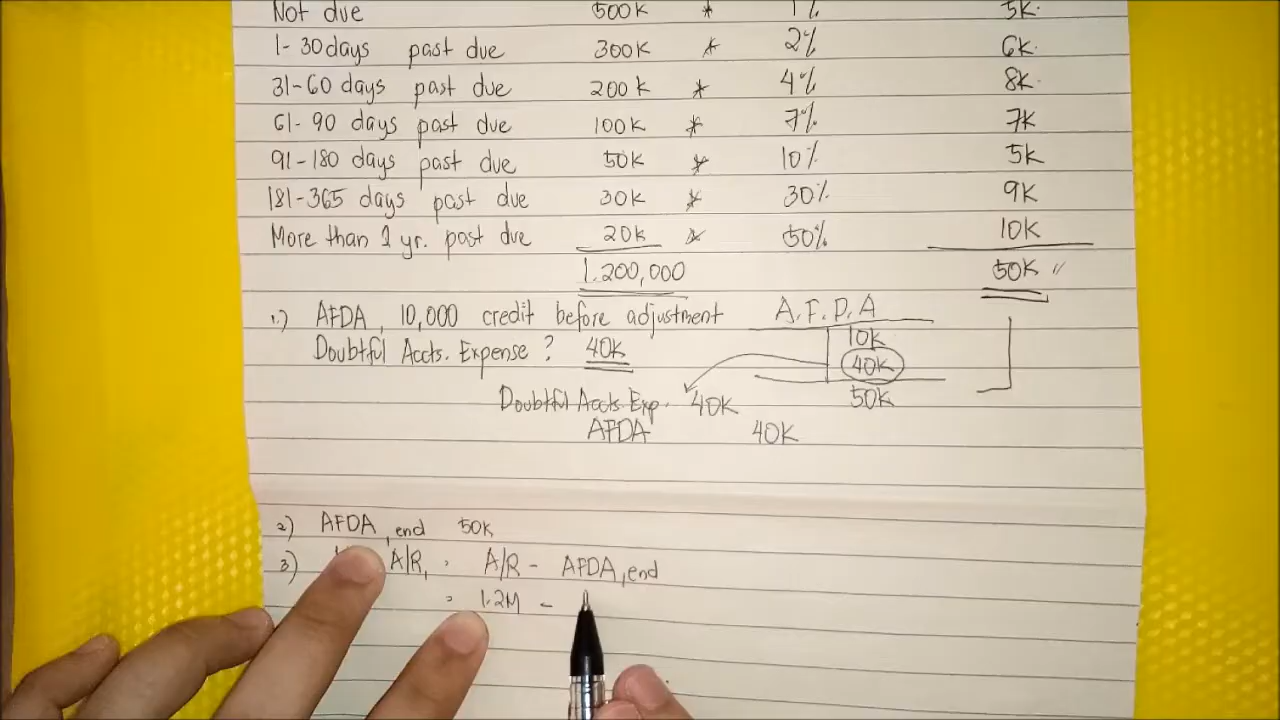 Not due 500K * 1% 5K.
1-30 days past due 300K * 2% 6K.
31-60 days past due 200K * 4% 8K.
61-90 days past due 100K * 7% 7K
91-180 days past due 50K * 10% 5K
181-365 days past due 30K * 30% 9K
More than 1 yr. past due 20K * 50% 10K
1,200,000 50K //
1.) AFDA, 10,000 credit before adjustment A.F.D.A
10K
Doubtful Accts. Expense? 40K 40K
Doubtful Accts. Exp. 40K 50K
AFDA 40K
2) AFDA, end 50K
3) A/R, = A/R - AFDA, end
= 1.2M -